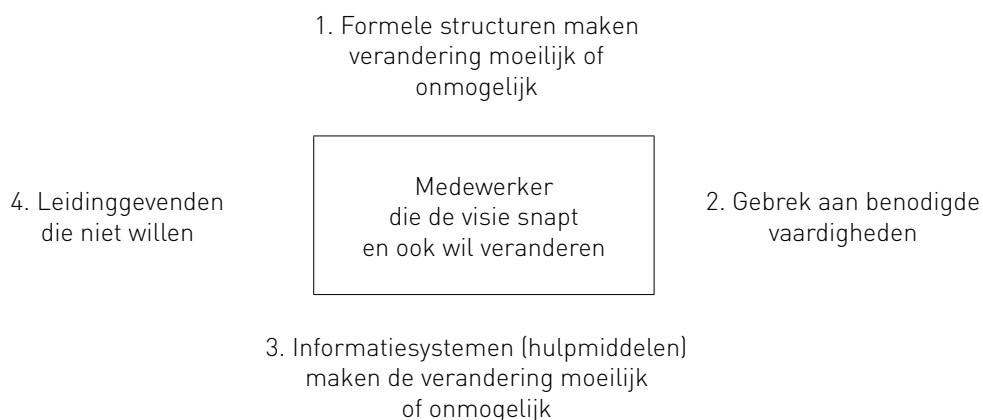 1. Formele structuren maken
verandering moeilijk of
onmogelijk
4. Leidinggevenden
die niet willen
Medewerker
die de visie snapt
en ook wil veranderen
2. Gebrek aan benodigde
vaardigheden
3. Informatiesystemen (hulpmiddelen)
maken de verandering moeilijk
of onmogelijk